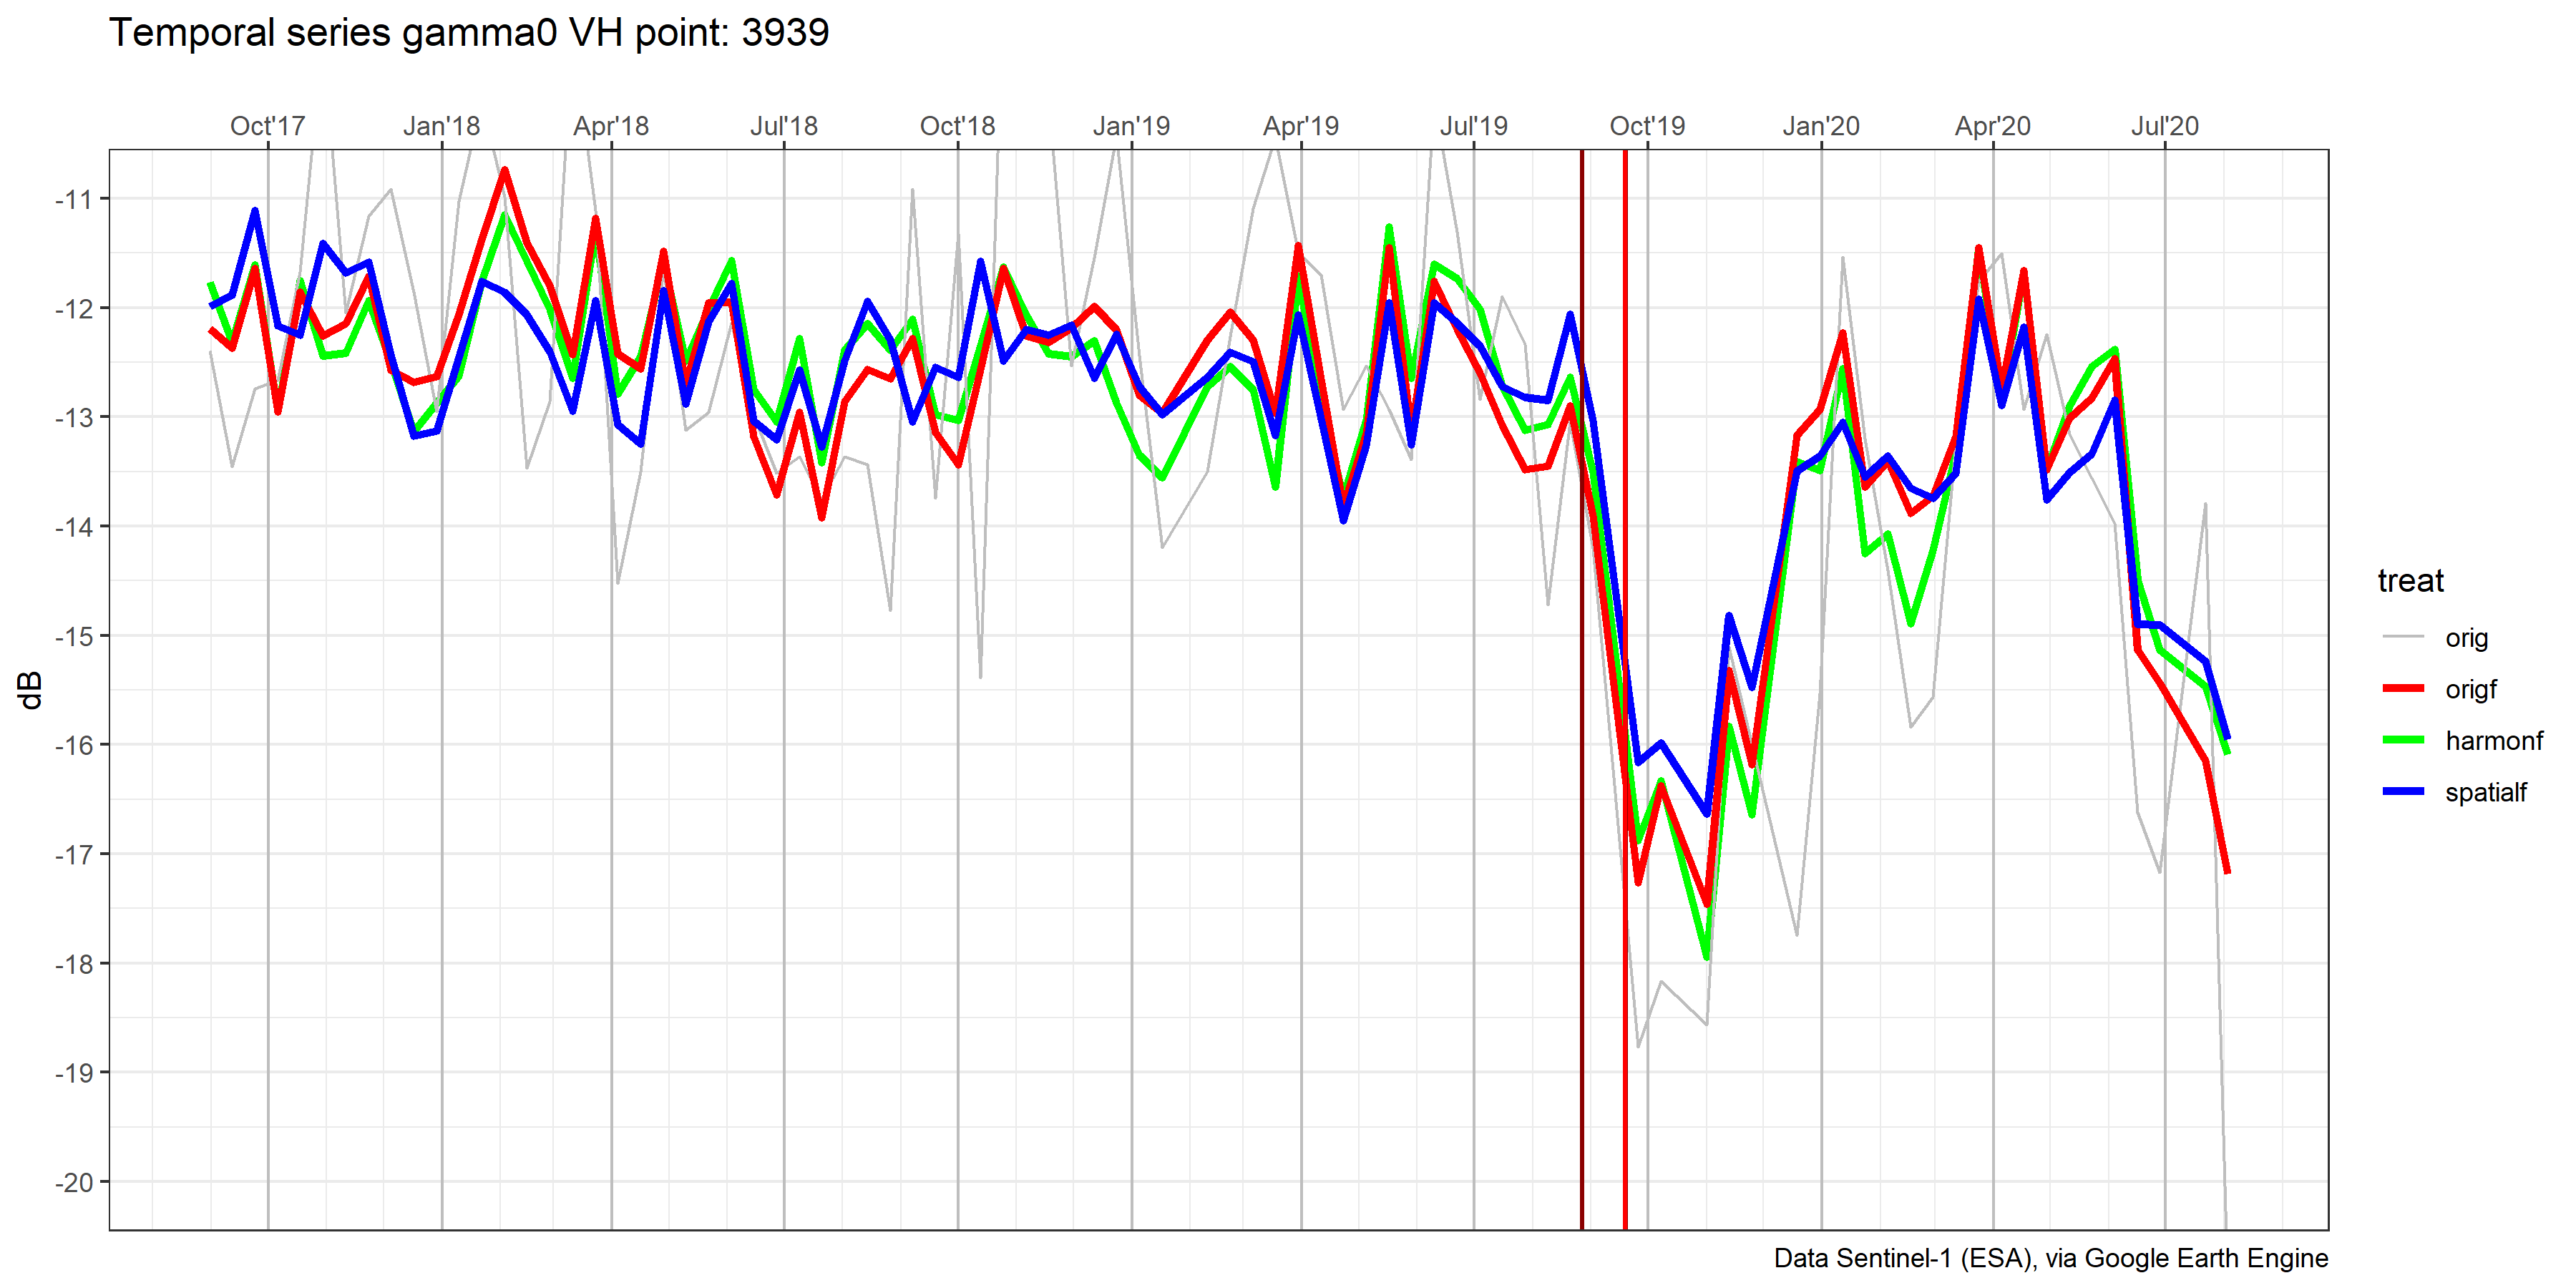 Temporal series gamma0 VH point: 3939
Oct'17 Jan'18 Apr'18 Jul'18 Oct'18 Jan'19 Apr'19 Jul'19 Oct'19 Jan'20 Apr'20 Jul'20
-11
-12
-13
-14
-15
-16
-17
-18
-19
-20
dB
treat
orig
origf
harmonf
spatialf
Data Sentinel-1 (ESA), via Google Earth Engine